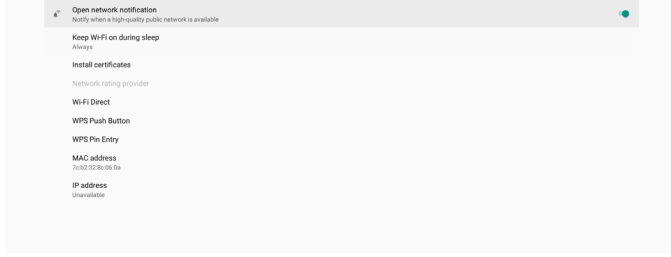 Open network notification
Notify when a high-quality public network is available
Keep Wi-Fi on during sleep
Always
Install certificates
Network rating provider
Wi-Fi Direct
WPS Push Button
WPS Pin Entry
MAC address
7c:b2:32:8c:06:0a
IP address
Unavailable